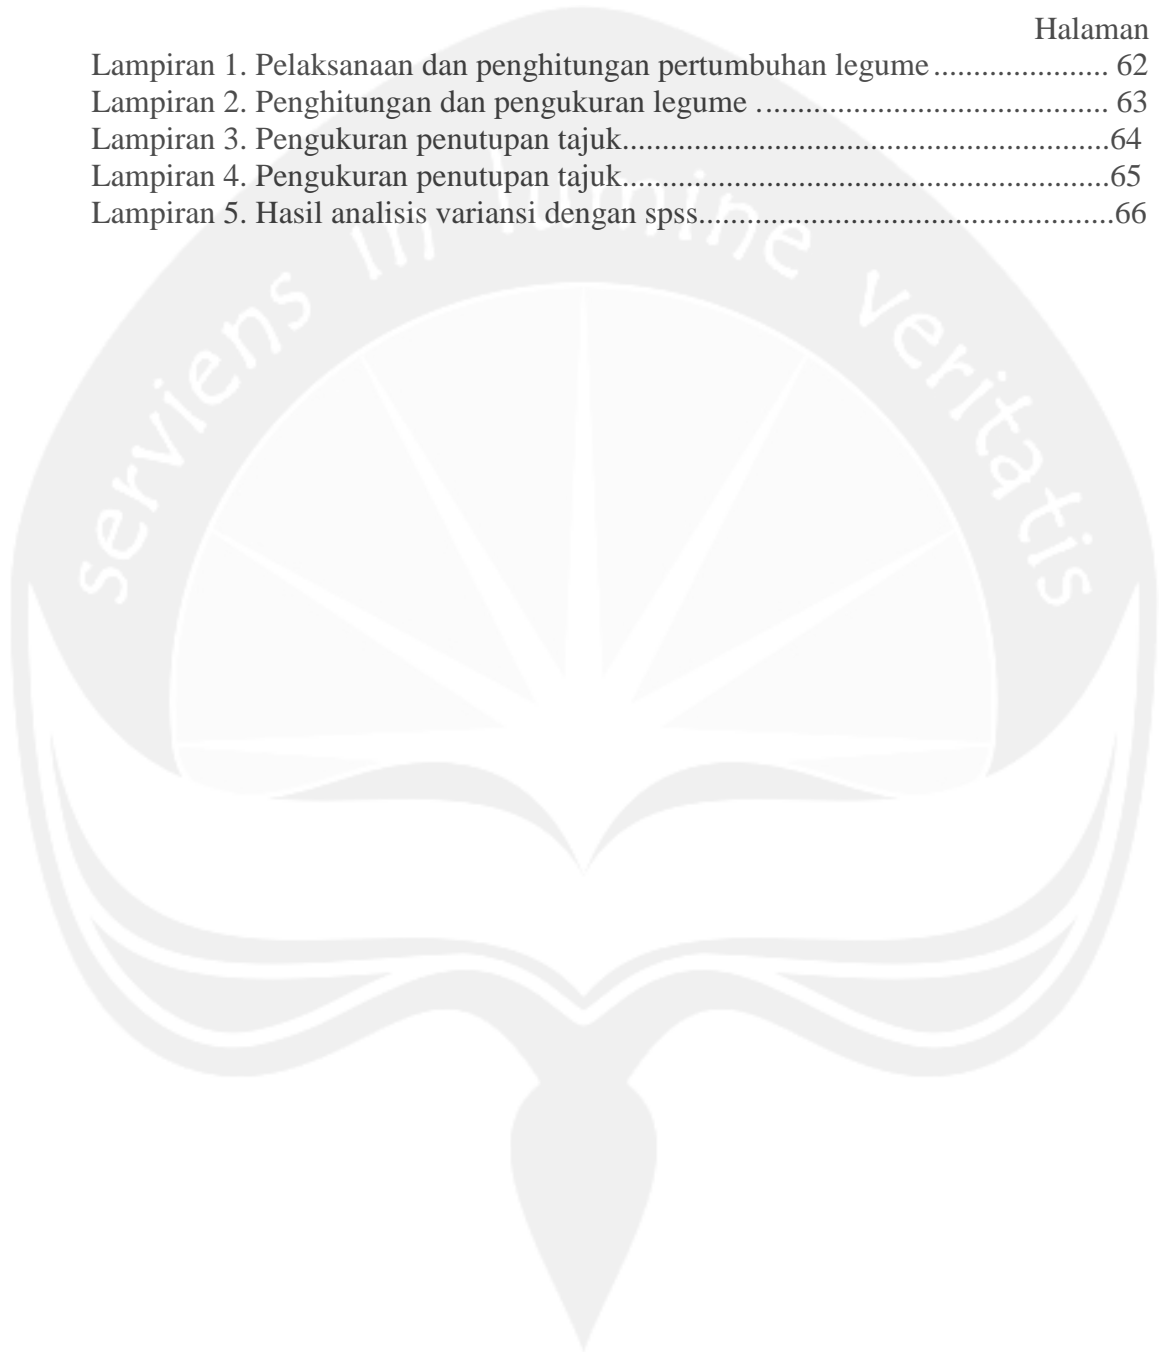 Halaman
Lampiran 1. Pelaksanaan dan penghitungan pertumbuhan legume..................... 62
Lampiran 2. Penghitungan dan pengukuran legume .......................................... 63
Lampiran 3. Pengukuran penutupan tajuk..........................................................64
Lampiran 4. Pengukuran penutupan tajuk..........................................................65
Lampiran 5. Hasil analisis variansi dengan spss.................................................66
serviens in lumine veritatis